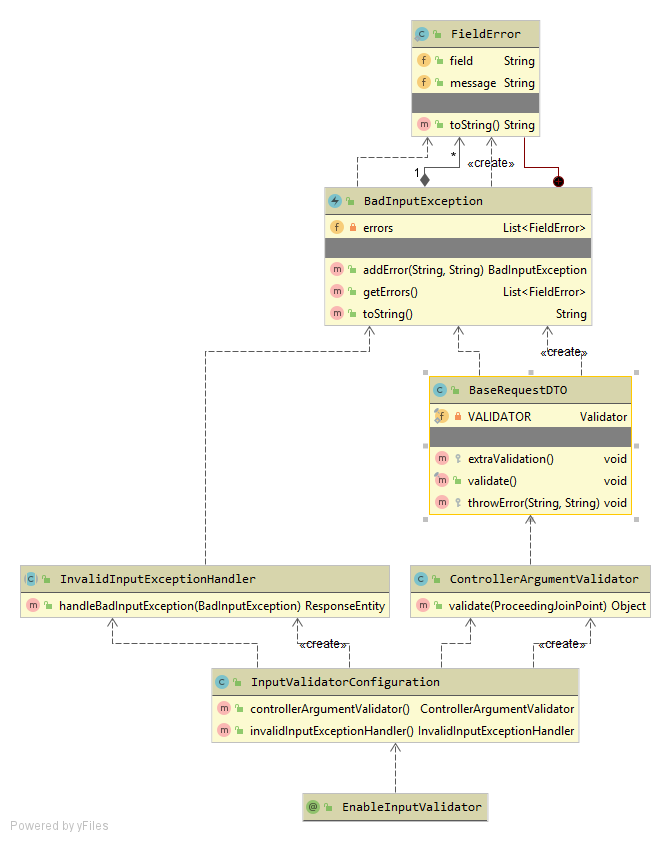 FieldError
field String
message String
toString() String
*
1
«create»
BadInputException
errors List<FieldError>
addError(String, String) BadInputException
getErrors() List<FieldError>
toString() String
«create»
BaseRequestDTO
VALIDATOR Validator
extraValidation() void
validate() void
throwError(String, String) void
InvalidInputExceptionHandler
handleBadInputException(BadInputException) ResponseEntity
ControllerArgumentValidator
validate(ProceedingJoinPoint) Object
«create»
«create»
InputValidatorConfiguration
controllerArgumentValidator() ControllerArgumentValidator
invalidInputExceptionHandler() InvalidInputExceptionHandler
EnableInputValidator
Powered by yFiles